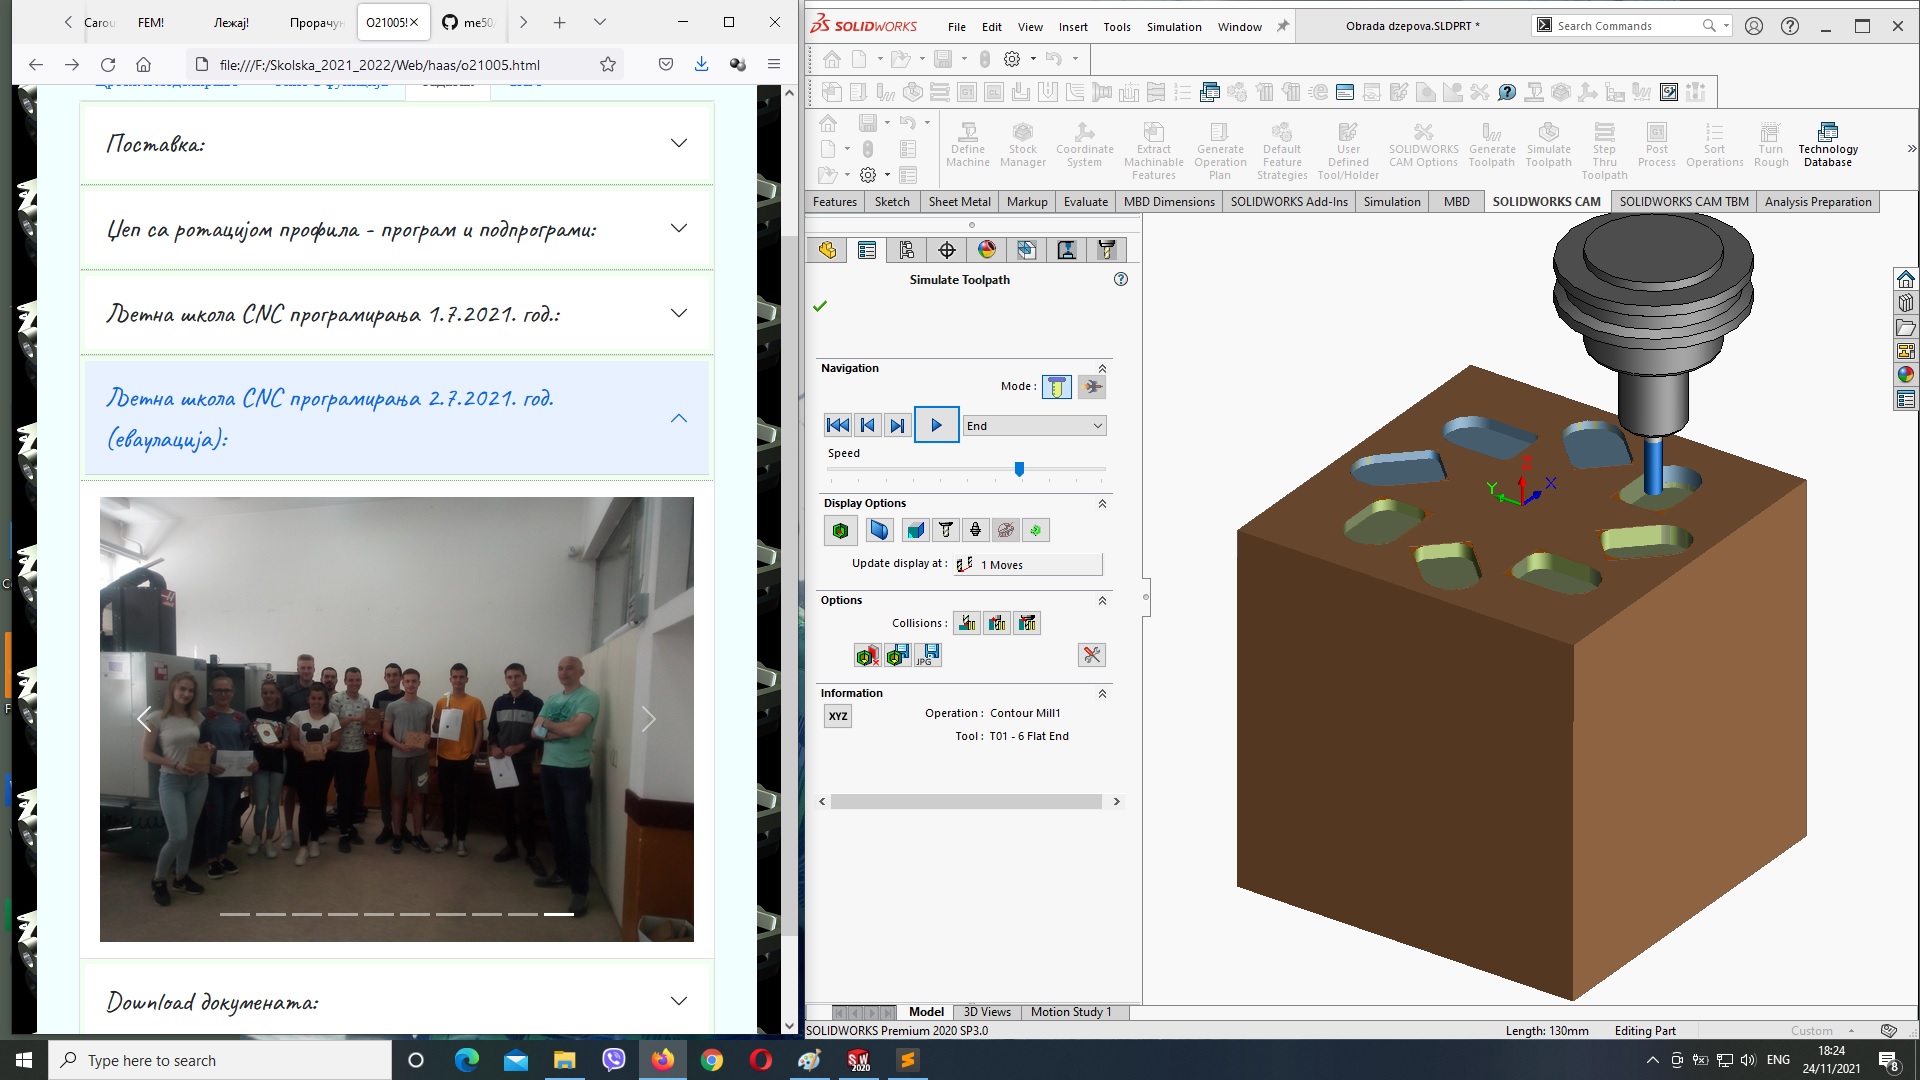 Carou
FEM!
Лежај!
Прорачун
O21005!
me50
file:///F:/Skolska_2021_2022/Web/haas/o21005.html
Поставка:
Џеп са ротацијом профила - програм и подпрограми:
Љетна школа CNC програмирања 1.7.2021. год.:
Љетна школа CNC програмирања 2.7.2021. год.
(еваулација):
Download докумената:
SOLIDWORKS
File
Edit
View
Insert
Tools
Simulation
Window
Obrada dzepova.SLDPRT *
Search Commands
Define
Machine
Stock
Manager
Coordinate
System
Extract
Machinable
Features
Generate
Operation
Plan
Default
Feature
Strategies
User
Defined
Tool/Holder
SOLIDWORKS
CAM Options
Generate
Toolpath
Simulate
Toolpath
Step
Thru
Toolpath
Post
Process
Sort
Operations
Turn
Rough
Technology
Database
Features
Sketch
Sheet Metal
Markup
Evaluate
MBD Dimensions
SOLIDWORKS Add-Ins
Simulation
MBD
SOLIDWORKS CAM
SOLIDWORKS CAM TBM
Analysis Preparation
Simulate Toolpath
Navigation
Mode :
End
Speed
Display Options
Update display at :
1 Moves
Options
Collisions :
JPG
Information
XYZ
Operation : Contour Mill1
Tool : T01 - 6 Flat End
Z
Y
X
Model
3D Views
Motion Study 1
SOLIDWORKS Premium 2020 SP3.0
Length: 130mm
Editing Part
Custom
Type here to search
SW
2020
ENG
18:24
24/11/2021
8